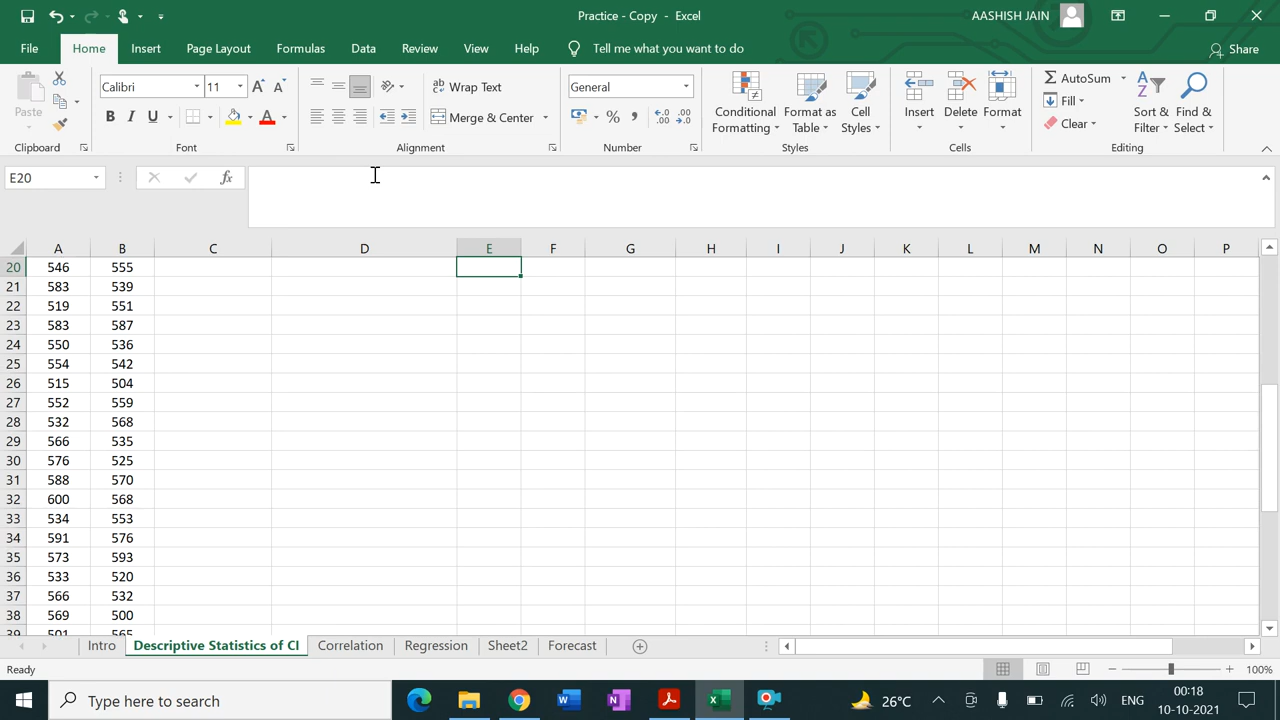 Practice - Copy - Excel
AASHISH JAIN
File Home Insert Page Layout Formulas Data Review View Help Tell me what you want to do Share
Paste
Clipboard
Calibri 11
B I U
Font
Wrap Text
Merge & Center
Alignment
General
Number
Conditional Formatting
Format as Table
Cell Styles
Styles
Insert Delete Format
Cells
AutoSum
Fill
Clear
Sort & Filter
Find & Select
Editing
E20
fx
A B C D E F G H I J K L M N O P
20 546 555
21 583 539
22 519 551
23 583 587
24 550 536
25 554 542
26 515 504
27 552 559
28 532 568
29 566 535
30 576 525
31 588 570
32 600 568
33 534 553
34 591 576
35 573 593
36 533 520
37 566 532
38 569 500
39 501 565
Intro Descriptive Statistics of CI Correlation Regression Sheet2 Forecast
Ready
100%
Type here to search
26°C
ENG
00:18
10-10-2021